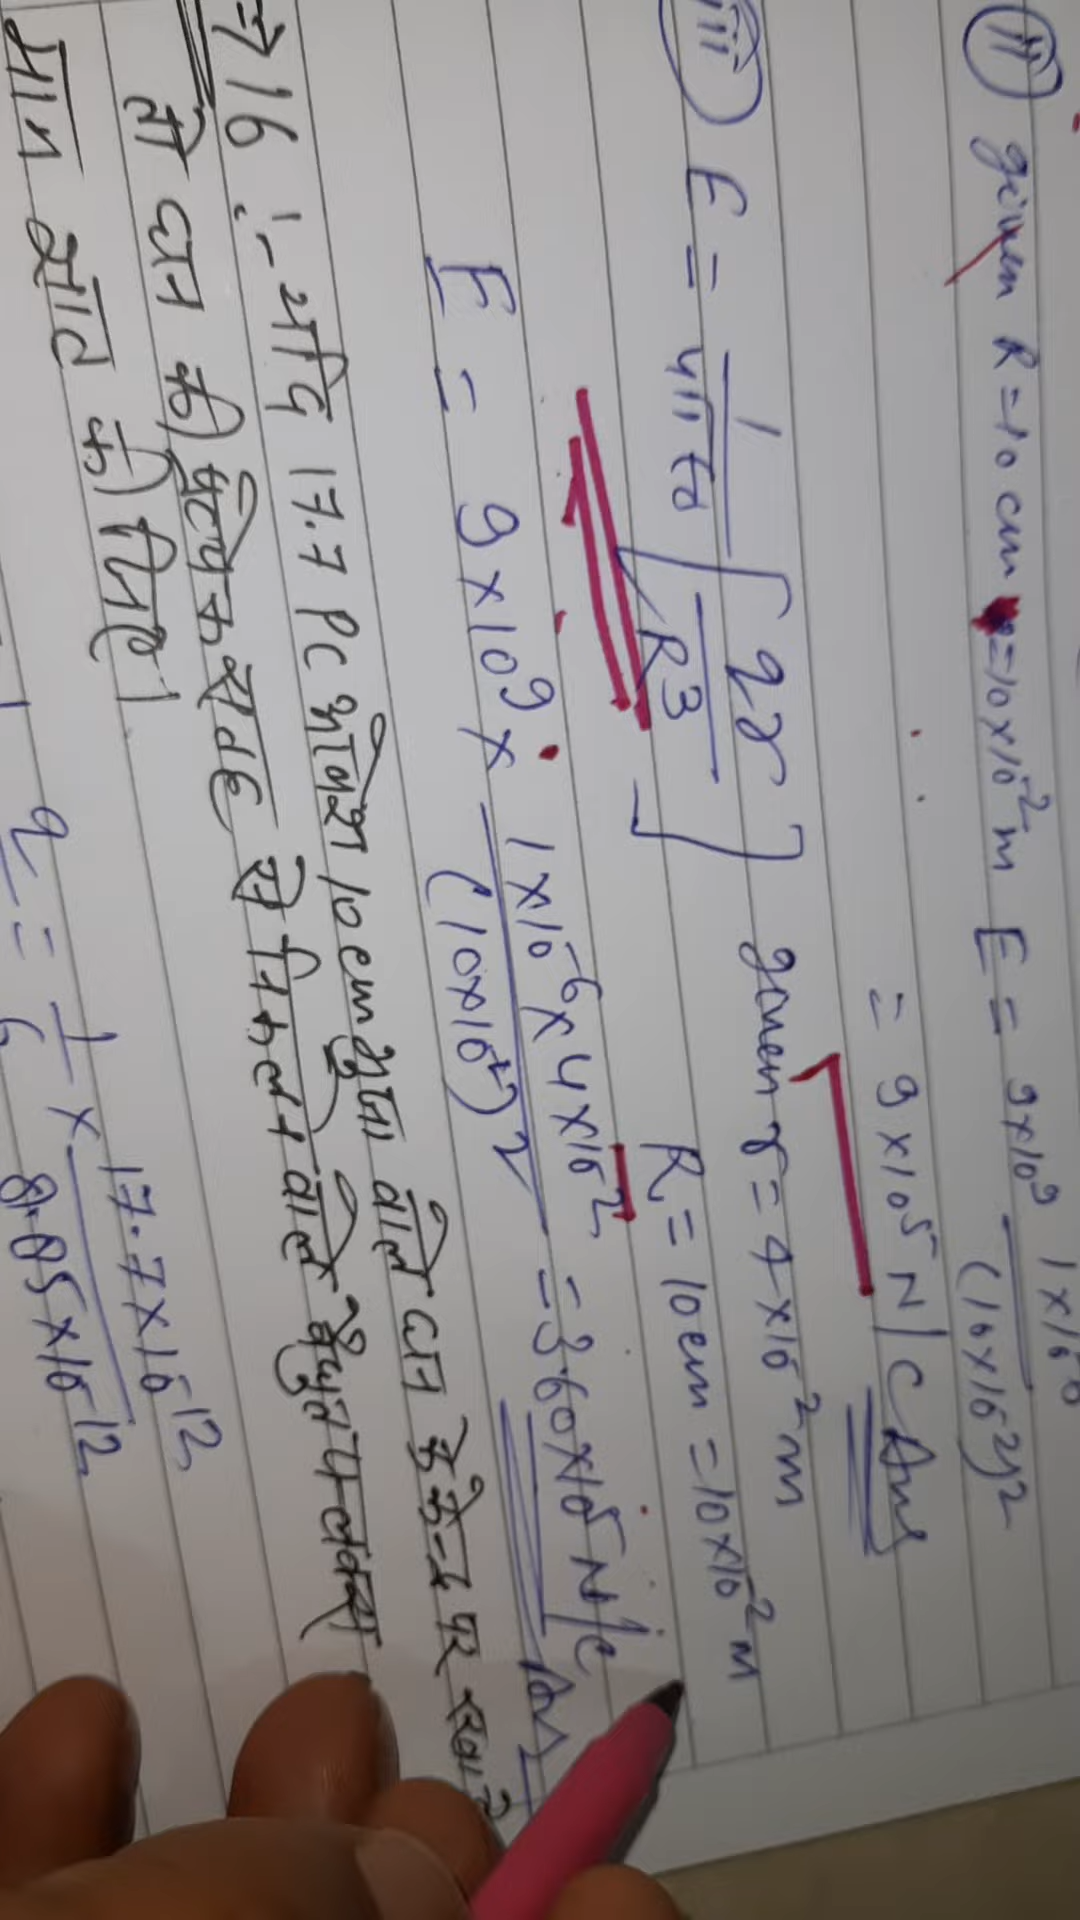 (ii) given R = 10 cm = 10×10⁻² m E = 9×10⁹ 1×10⁻⁶ / (10×10⁻²)²
= 9×10⁵ N/C Ans
(iii) E = 1/4πε₀ [qr/R³] given r = 4×10⁻² m
R = 10cm = 10×10⁻² m
E = 9×10⁹ × 1×10⁻⁶×4×10⁻² / (10×10⁻²)² = 3.60×10⁵ N/C Ans
⇒ 16 :- यदि 17.7 PC आवेश 10 cm भुजा वाले घन के केन्द्र पर रखा है
तो घन की प्रत्येक सतह से निकलने वाले वैद्युत फ्लक्स
मान ज्ञात कीजिए।
q = 1/6 × 17.7×10⁻¹² / 8.85×10⁻¹²